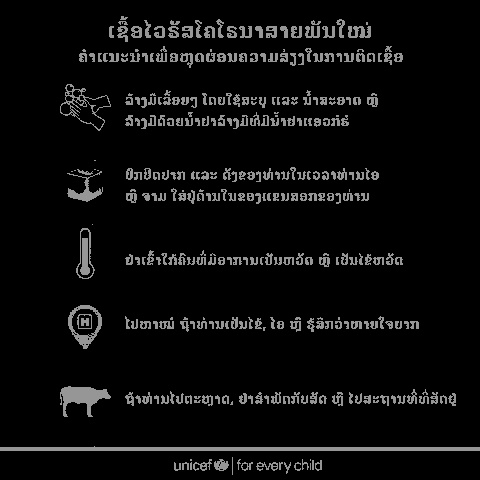 ເຊື້ອໄວຣັສໂຄໂຣນາສາຍພັນໃໝ່
ຄຳແນະນຳເພື່ອຫຼຸດຜ່ອນຄວາມສ່ຽງໃນການຕິດເຊື້ອ
ລ້າງມືເລື້ອຍໆ ໂດຍໃຊ້ສະບູ ແລະ ນ້ຳສະອາດ ຫຼື
ລ້າງມືດ້ວຍນ້ຳຢາລ້າງມືທີ່ມີນ້ຳຢາແອວກໍຮໍ
ປົກປິດປາກ ແລະ ດັງຂອງທ່ານໃນເວລາທ່ານໄອ
ຫຼື ຈາມ ໃສ່ຢູ່ດ້ານໃນຂອງແຂນສອກຂອງທ່ານ
ຢ່າເຂົ້າໃກ້ຄົນທີ່ມີອາການເປັນຫວັດ ຫຼື ເປັນໄຂ້ຫວັດ
H
ໄປຫາໝໍ ຖ້າທ່ານເປັນໄຂ້, ໄອ ຫຼື ຮູ້ສຶກວ່າຫາຍໃຈຍາກ
ຖ້າທ່ານໄປຕະຫຼາດ, ຢ່າສຳພັດກັບສັດ ຫຼື ໄປສະຖານທີ່ທີ່ສັດຢູ່
unicef | for every child